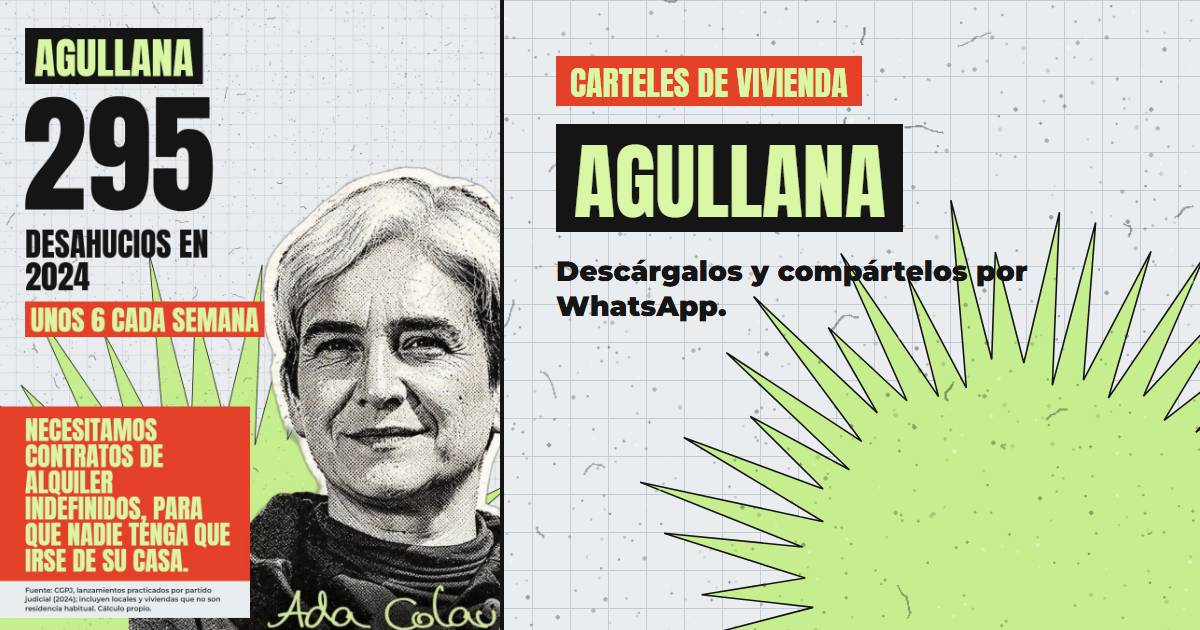 AGULLANA
295
DESAHUCIOS EN
2024
UNOS 6 CADA SEMANA
NECESITAMOS
CONTRATOS DE
ALQUILER
INDEFINIDOS, PARA
QUE NADIE TENGA QUE
IRSE DE SU CASA.
Fuente: CGPJ, lanzamientos practicados por partido
judicial (2024); incluyen locales y viviendas que no son
residencia habitual. Cálculo propio.
Ada Colau
CARTELES DE VIVIENDA
AGULLANA
Descárgalos y compártelos por
WhatsApp.